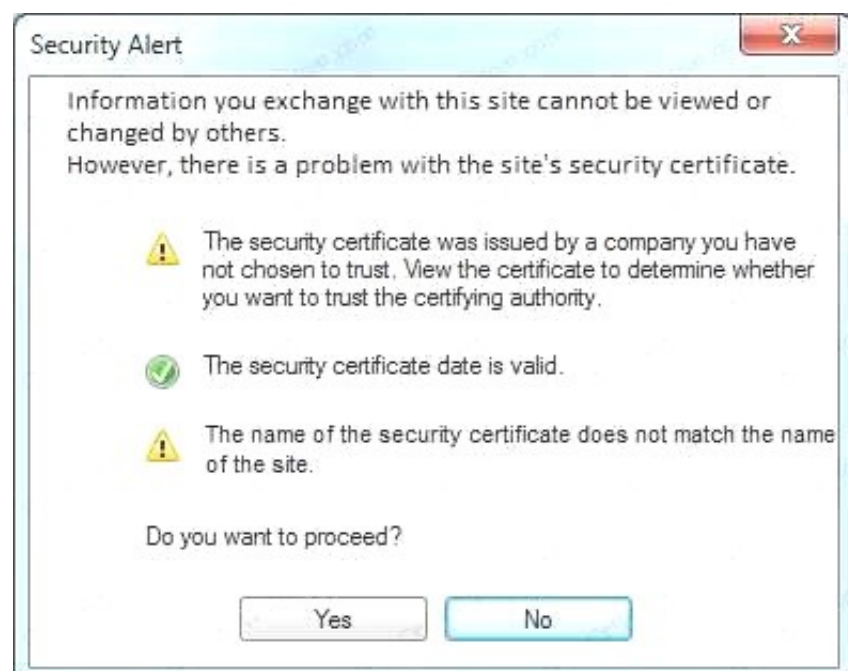 Security Alert
Information you exchange with this site cannot be viewed or
changed by others.
However, there is a problem with the site's security certificate.
The security certificate was issued by a company you have
not chosen to trust. View the certificate to determine whether
you want to trust the certifying authority.
The security certificate date is valid.
The name of the security certificate does not match the name
of the site.
Do you want to proceed?
Yes
No